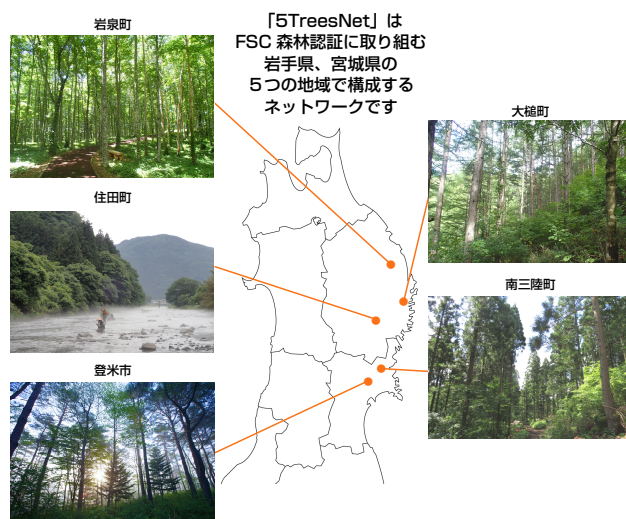 岩泉町
「5TreesNet」は
FSC 森林認証に取り組む
岩手県、宮城県の
５つの地域で構成する
ネットワークです
大槌町
住田町
南三陸町
登米市